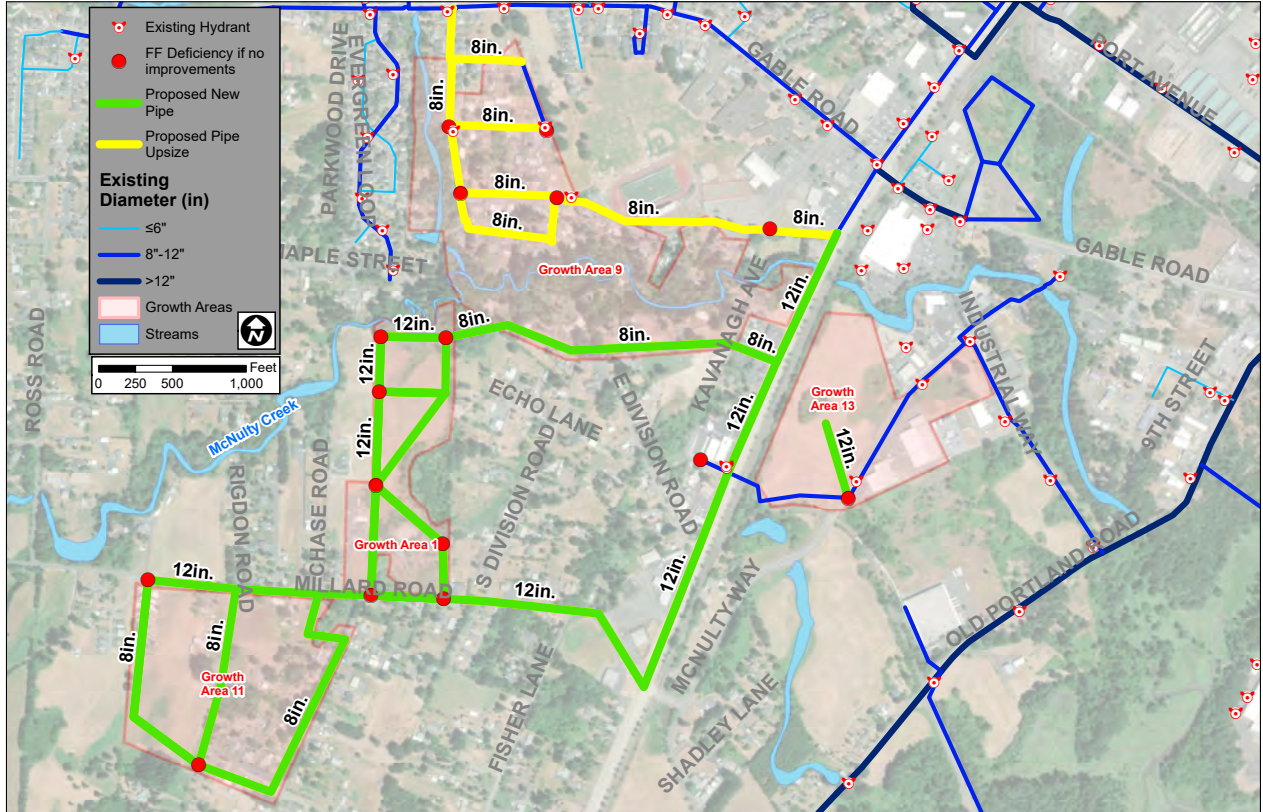 Existing Hydrant
FF Deficiency if no
improvements
Proposed New
Pipe
Proposed Pipe
Upsize
Existing
Diameter (in)
≤6"
8"-12"
>12"
Growth Areas
Streams
N
Feet
0 250 500 1,000
PARKWOOD DRIVE
EVERGREEN LOOP
MAPLE STREET
8in.
8in.
8in.
8in.
8in.
8in.
8in.
GABLE ROAD
PORT AVENUE
GABLE ROAD
Growth Area 9
KAVANAGH AVE
12in.
INDUSTRIAL WAY
9TH STREET
ROSS ROAD
McNulty Creek
12in.
8in.
8in.
8in.
12in.
12in.
ECHO LANE
E DIVISION ROAD
12in.
Growth
Area 13
12in.
RIGDON ROAD
CHASE ROAD
S DIVISION ROAD
Growth Area 1
12in.
MILLARD ROAD
12in.
12in.
MCNULTY WAY
OLD PORTLAND ROAD
8in.
8in.
Growth
Area 11
8in.
FISHER LANE
SHADLEY LANE